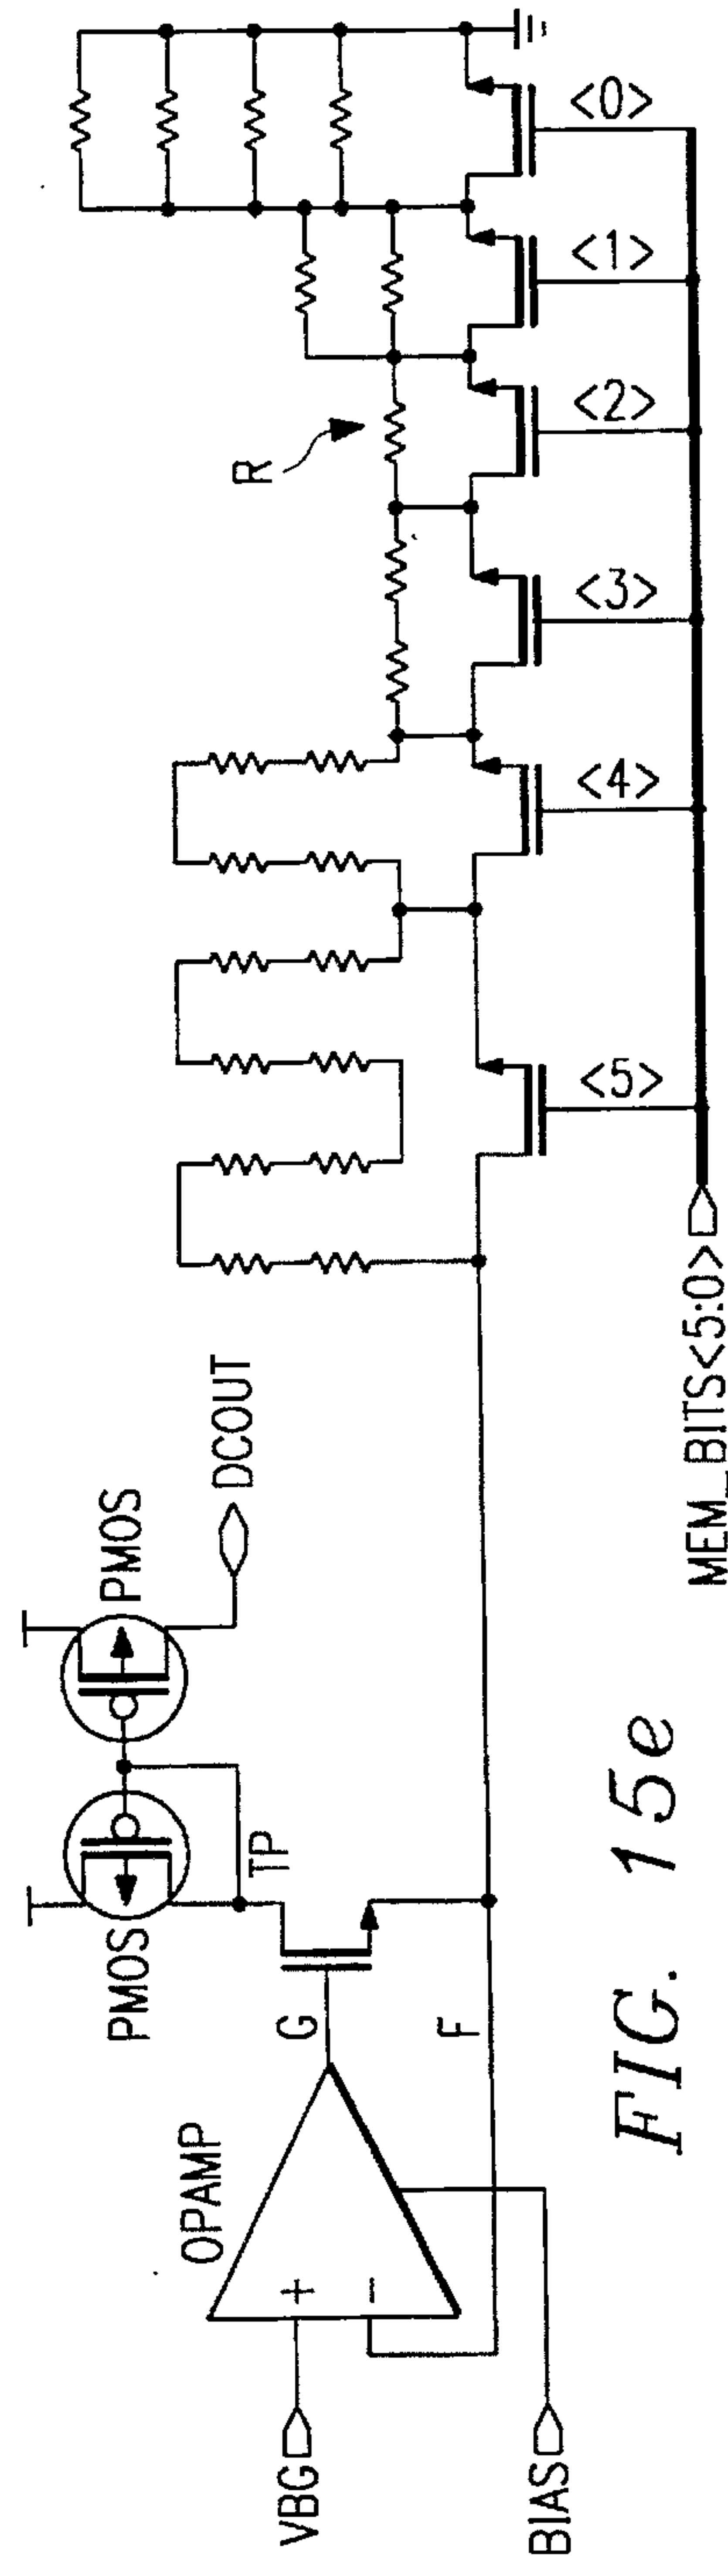 VBG
BIAS
+
−
OPAMP
G
F
PMOS
TP
PMOS
DCOUT
MEM_BITS<5:0>
<5>
<4>
<3>
R
<2>
<1>
<0>
FIG. 15e